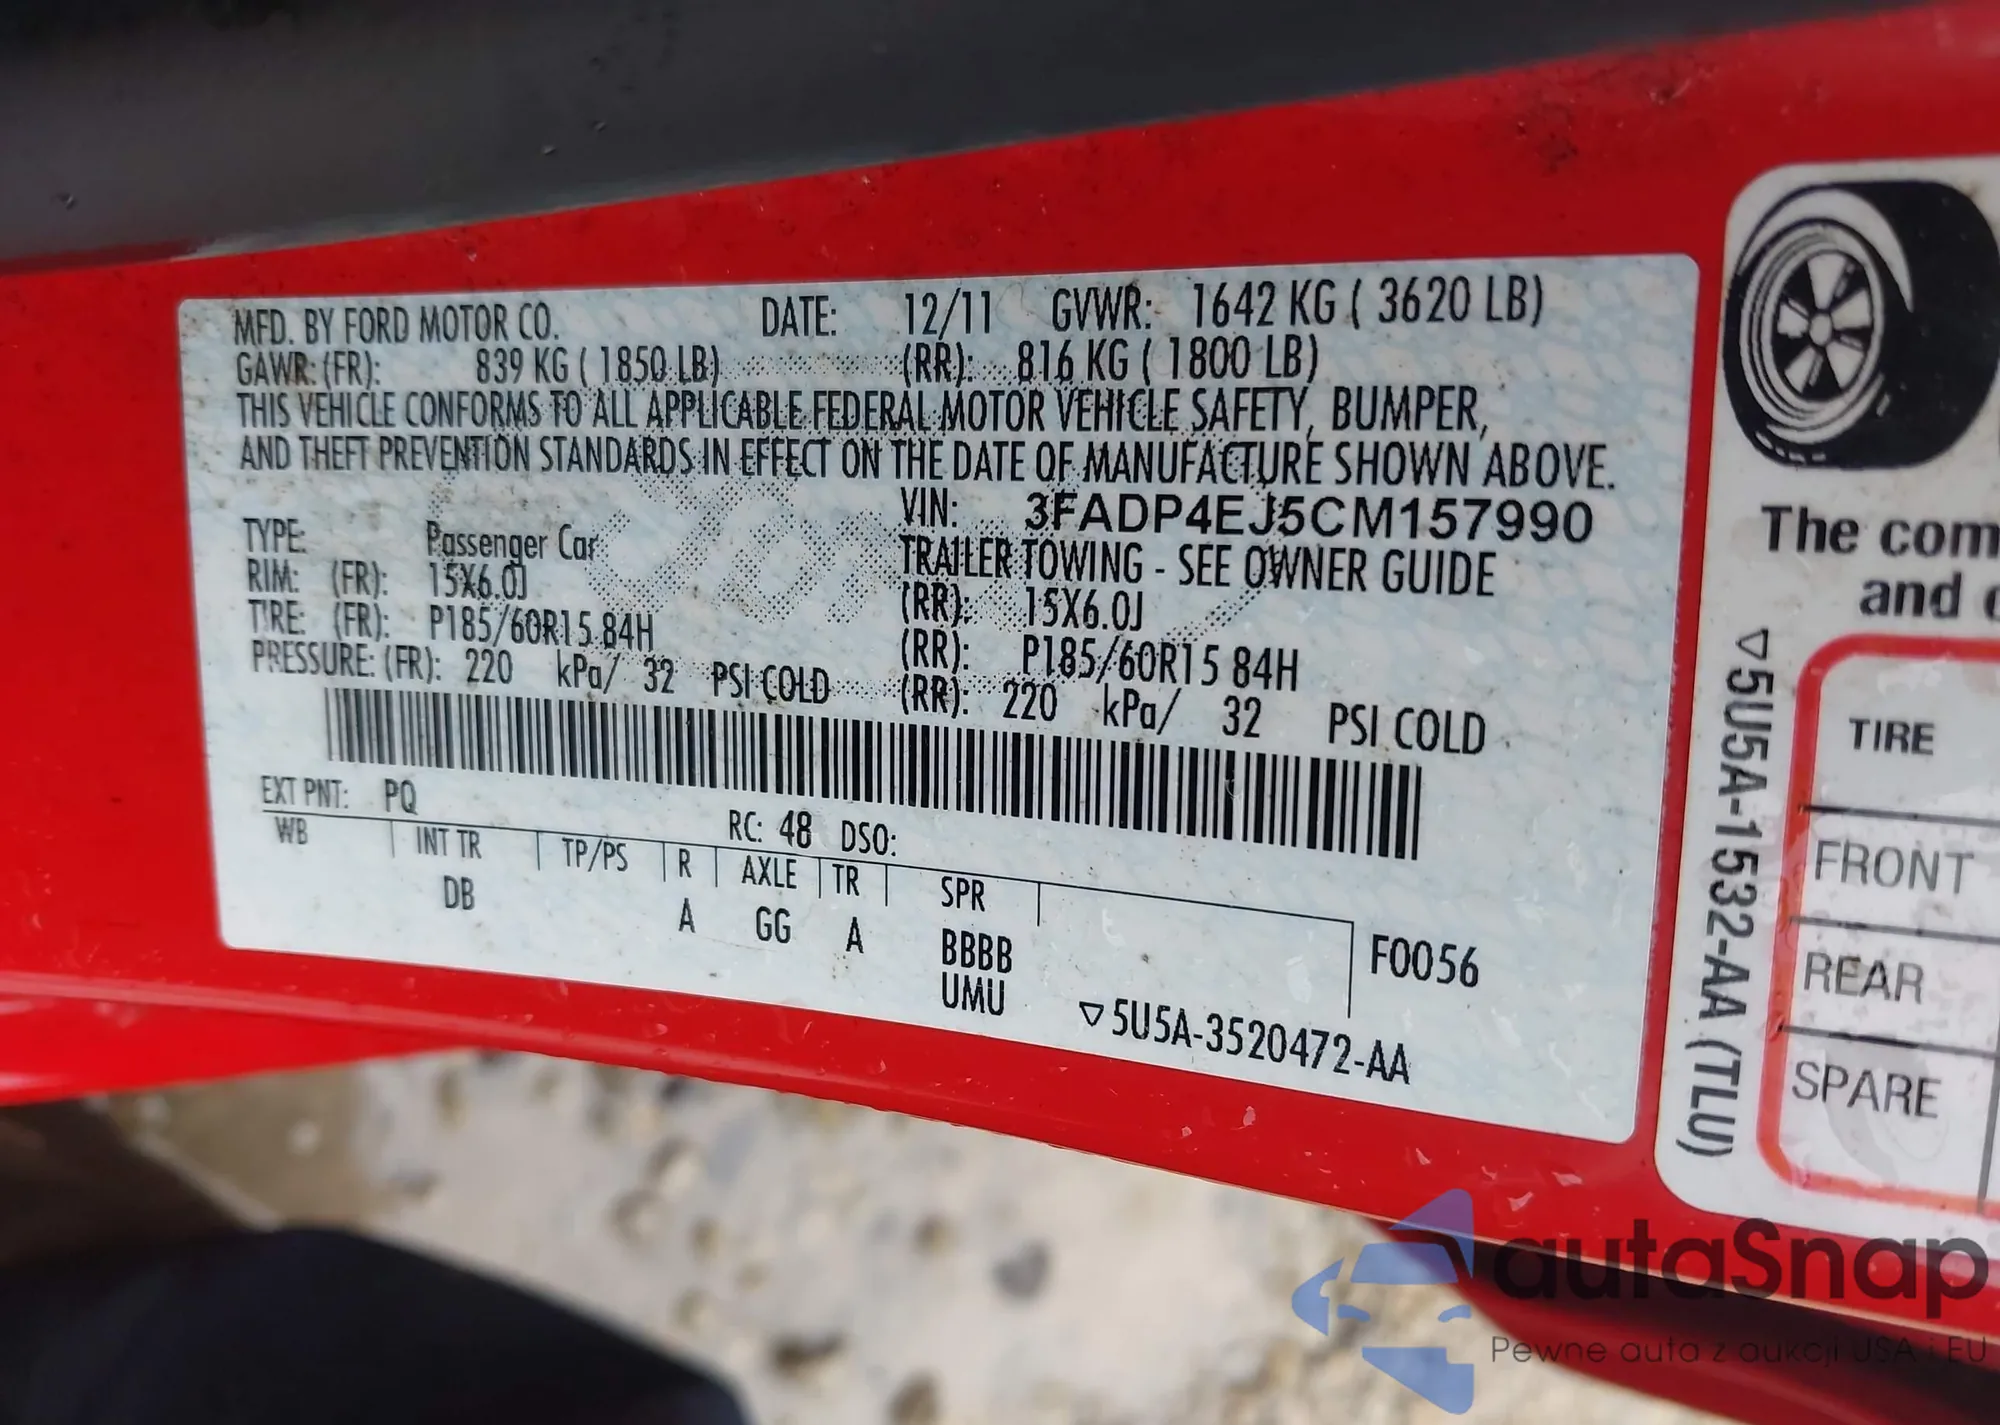 MFD. BY FORD MOTOR CO. DATE: 12/11 GVWR: 1642 KG ( 3620 LB)
GAWR: (FR): 839 KG ( 1850 LB) (RR): 816 KG ( 1800 LB)
THIS VEHICLE CONFORMS TO ALL APPLICABLE FEDERAL MOTOR VEHICLE SAFETY, BUMPER,
AND THEFT PREVENTION STANDARDS IN EFFECT ON THE DATE OF MANUFACTURE SHOWN ABOVE.
VIN: 3FADP4EJ5CM157990
TYPE: Passenger Car TRAILER TOWING - SEE OWNER GUIDE
RIM: (FR): 15X6.0J (RR): 15X6.0J
TIRE: (FR): P185/60R15 84H (RR): P185/60R15 84H
PRESSURE: (FR): 220 kPa/ 32 PSI COLD (RR): 220 kPa/ 32 PSI COLD
EXT PNT: PQ RC: 48 DSO:
WB INT TR TP/PS R AXLE TR SPR
DB A GG A BBBB F0056
UMU
▽5U5A-3520472-AA
▽5U5A-1532-AA (TLU)
The com
and
TIRE
FRONT
REAR
SPARE
autaSnap
Pewne auta z aukcji USA i EU